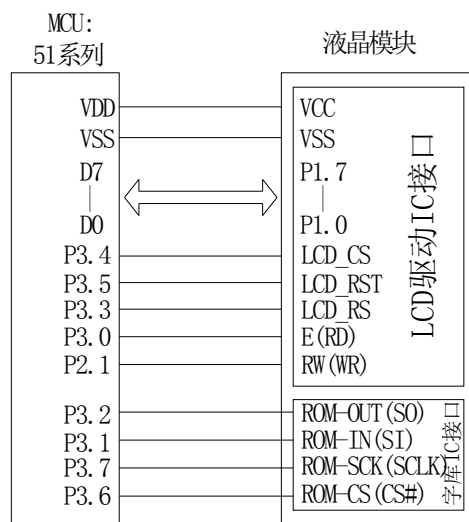 MCU:
51系列
液晶模块
VDD
VCC
VSS
VSS
D7
P1.7
D0
P1.0
P3.4
LCD_CS
P3.5
LCD_RST
P3.3
LCD_RS
P3.0
E(RD)
P2.1
RW(WR)
LCD驱动IC接口
P3.2
ROM-OUT(SO)
P3.1
ROM-IN(SI)
P3.7
ROM-SCK(SCLK)
P3.6
ROM-CS(CS#)
字库IC接口